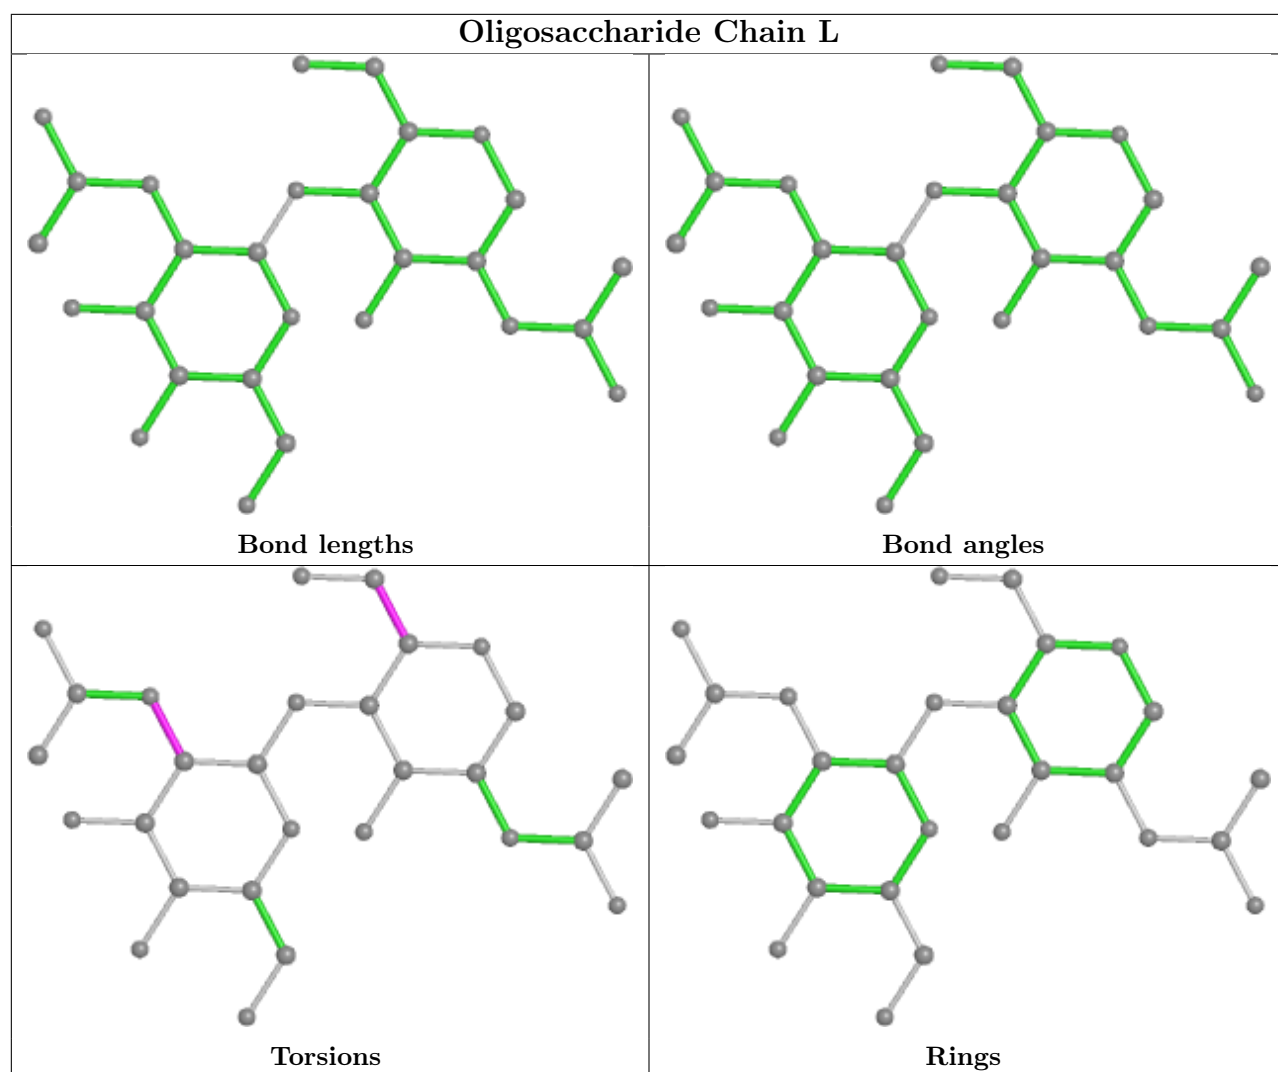 Oligosaccharide Chain L
Bond lengths
Bond angles
Torsions
Rings